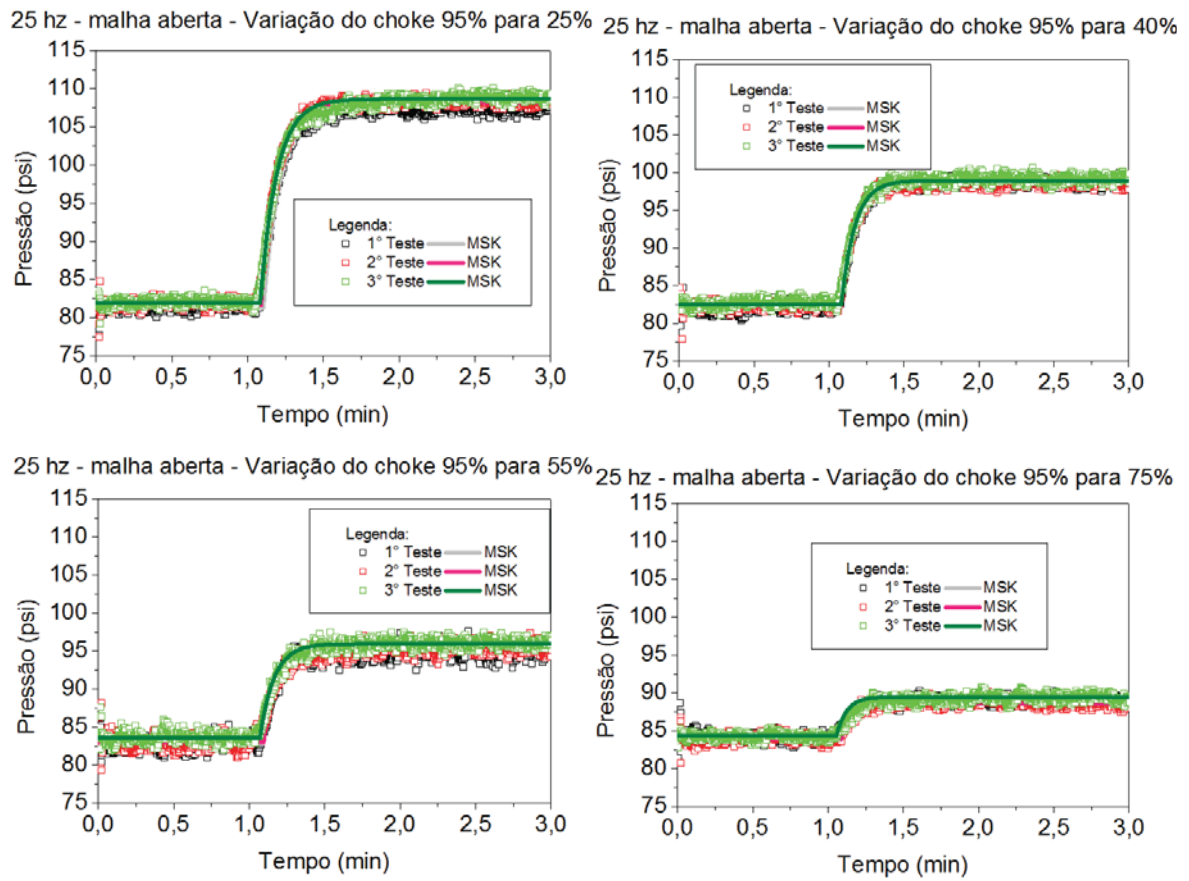 25 hz - malha aberta - Variação do choke 95% para 25%
115
110
105
100
95
90
85
80
75
Pressão (psi)
Legenda:
1° Teste MSK
2° Teste MSK
3° Teste MSK
0,0 0,5 1,0 1,5 2,0 2,5 3,0
Tempo (min)
25 hz - malha aberta - Variação do choke 95% para 40%
115
110
105
100
95
90
85
80
75
Pressão (psi)
Legenda:
1° Teste MSK
2° Teste MSK
3° Teste MSK
0,0 0,5 1,0 1,5 2,0 2,5 3,0
Tempo (min)
25 hz - malha aberta - Variação do choke 95% para 55%
115
110
105
100
95
90
85
80
75
Pressão (psi)
Legenda:
1° Teste MSK
2° Teste MSK
3° Teste MSK
0,0 0,5 1,0 1,5 2,0 2,5 3,0
Tempo (min)
25 hz - malha aberta - Variação do choke 95% para 75%
115
110
105
100
95
90
85
80
75
Pressão (psi)
Legenda:
1° Teste MSK
2° Teste MSK
3° Teste MSK
0,0 0,5 1,0 1,5 2,0 2,5 3,0
Tempo (min)